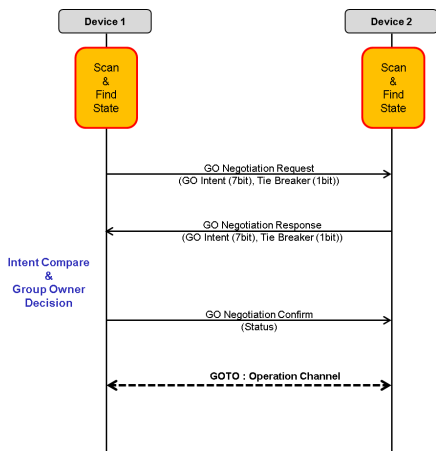 Device 1
Device 2
Scan
&
Find
State
Scan
&
Find
State
GO Negotiation Request
(GO Intent (7bit), Tie Breaker (1bit))
GO Negotiation Response
(GO Intent (7bit), Tie Breaker (1bit))
Intent Compare
&
Group Owner
Decision
GO Negotiation Confirm
(Status)
GOTO : Operation Channel